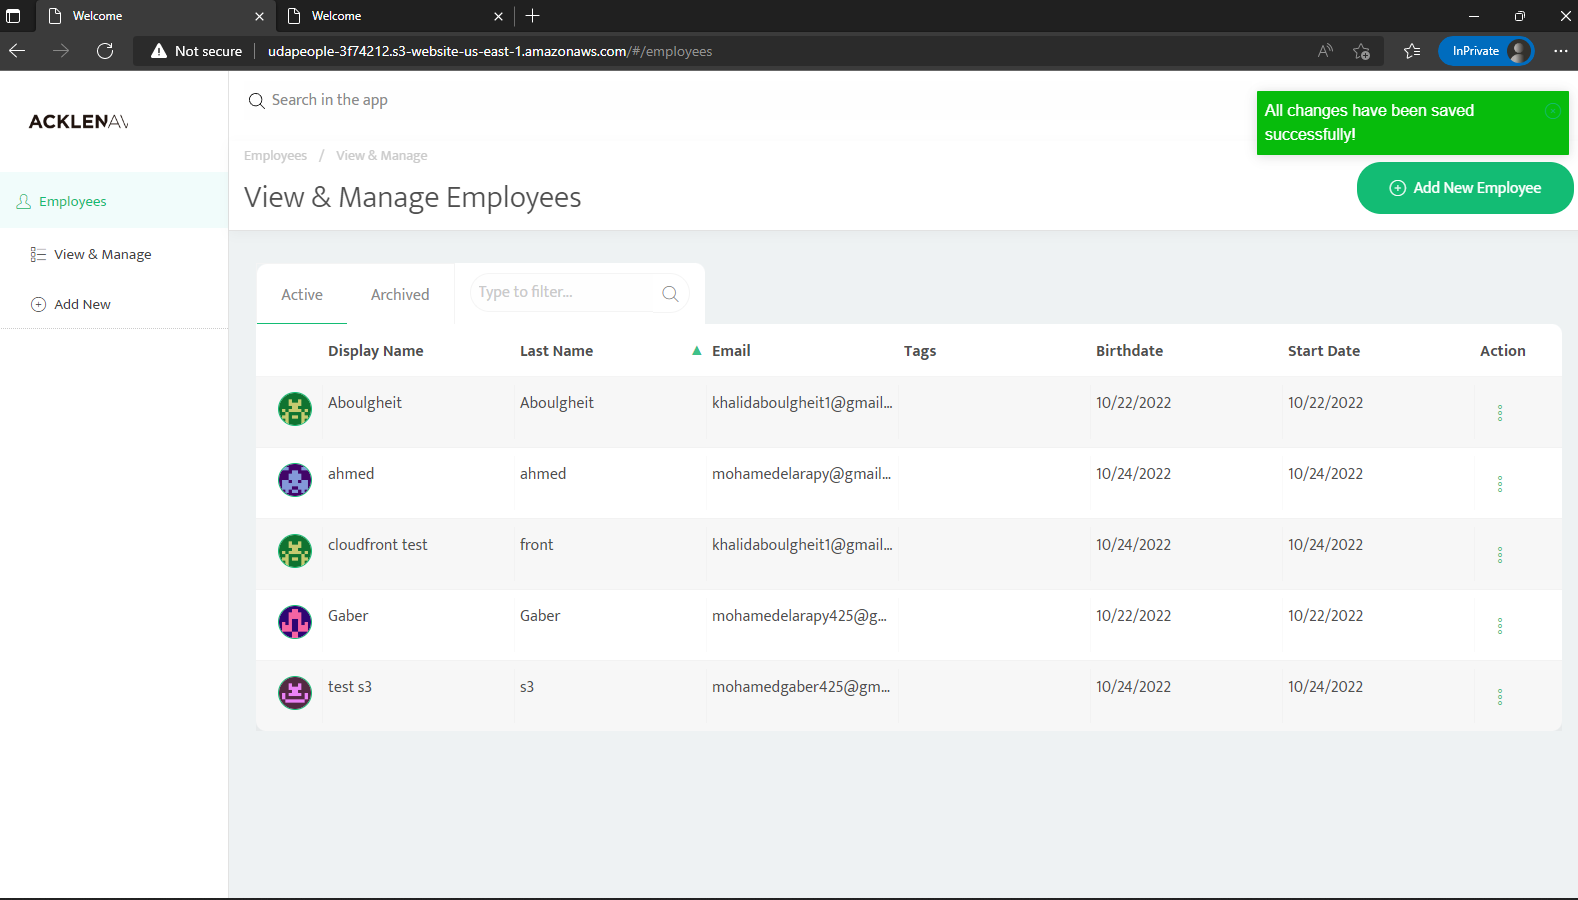 Welcome
Welcome
Not secure
udapeople-3f74212.s3-website-us-east-1.amazonaws.com/#/employees
InPrivate
Search in the app
All changes have been saved
successfully!
Employees / View & Manage
View & Manage Employees
Add New Employee
Employees
View & Manage
Add New
Active
Archived
Type to filter...
Display Name Last Name Email Tags Birthdate Start Date Action
Aboulgheit Aboulgheit khalidaboulgheit1@gmail... 10/22/2022 10/22/2022
ahmed ahmed mohamedelarapy@gmail... 10/24/2022 10/24/2022
cloudfront test front khalidaboulgheit1@gmail... 10/24/2022 10/24/2022
Gaber Gaber mohamedelarapy425@g... 10/22/2022 10/22/2022
test s3 s3 mohamedgaber425@gm... 10/24/2022 10/24/2022